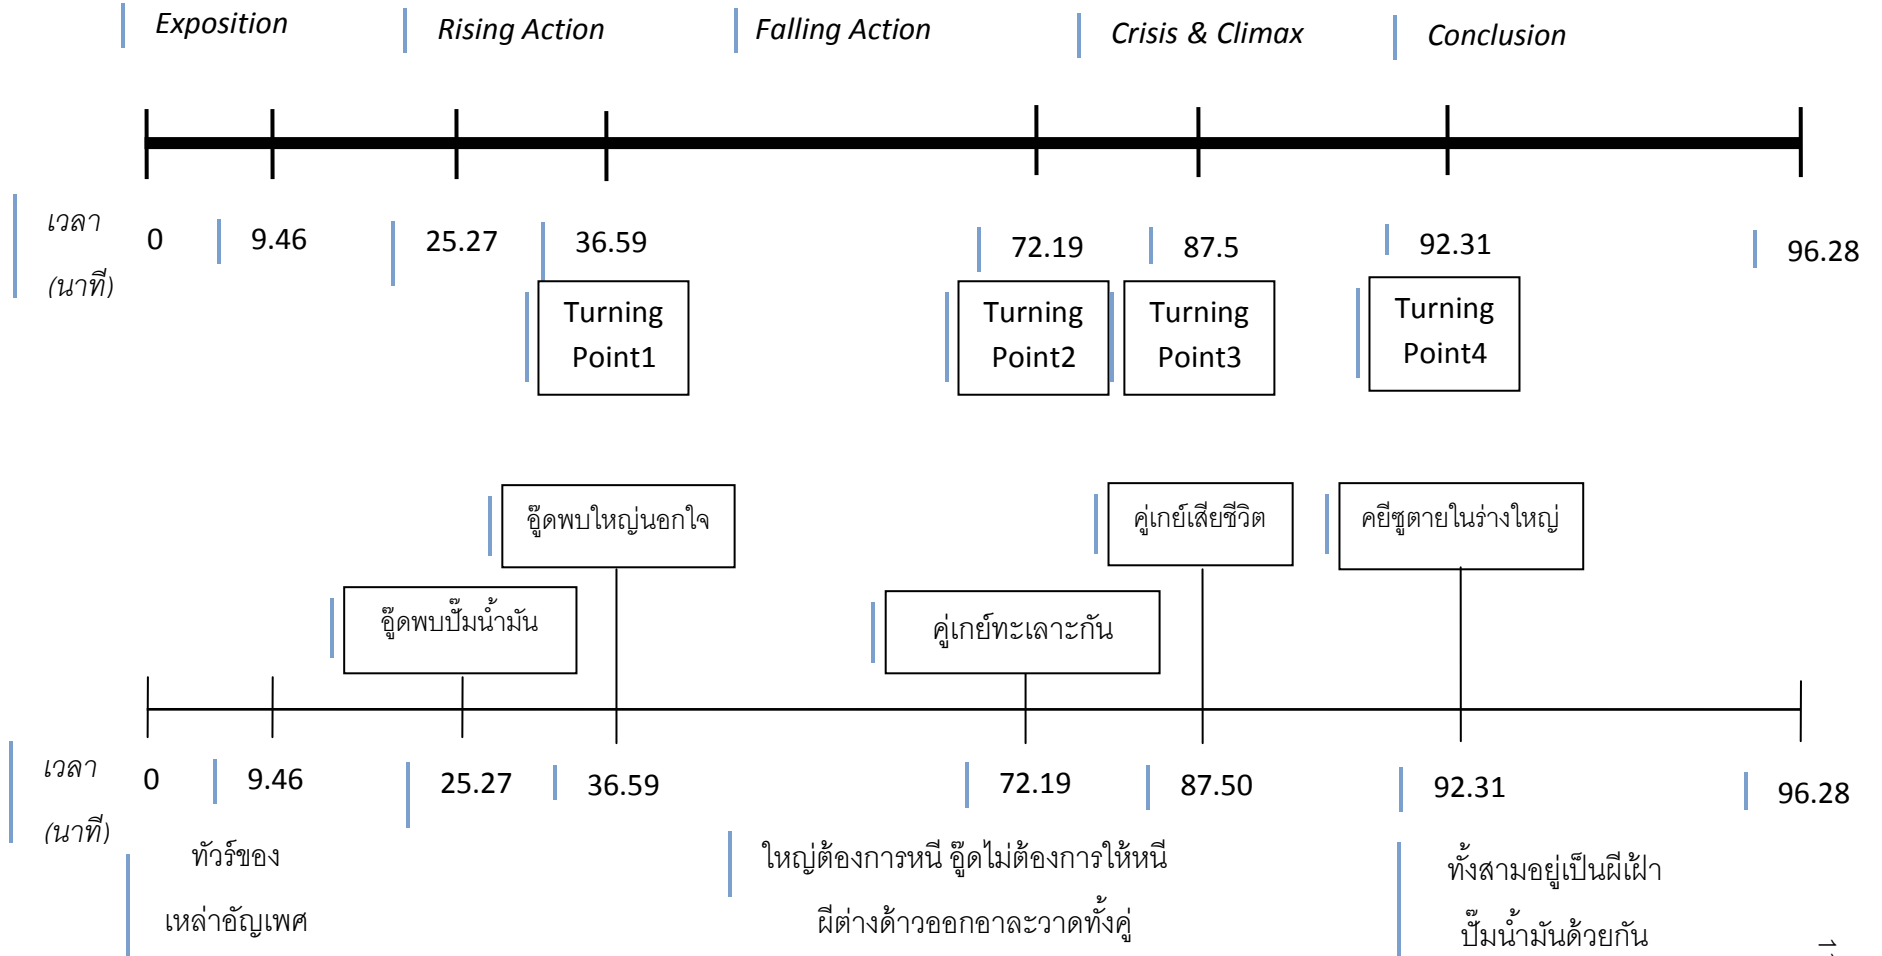 Exposition Rising Action Falling Action Crisis & Climax Conclusion
เวลา
(นาที)
0 9.46 25.27 36.59 72.19 87.5 92.31 96.28
Turning
Point1
Turning
Point2
Turning
Point3
Turning
Point4
อู๊ดพบใหญ่นอกใจ
คู่เกย์เสียชีวิต
คยีซูตายในร่างใหญ่
อู๊ดพบปั๊มน้ำมัน
คู่เกย์ทะเลาะกัน
เวลา
(นาที)
0 9.46 25.27 36.59 72.19 87.50 92.31 96.28
ทัวร์ของ
เหล่าอัญเพศ
ใหญ่ต้องการหนี อู๊ดไม่ต้องการให้หนี
ผีต่างด้าวออกอาละวาดทั้งคู่
ทั้งสามอยู่เป็นผีเฝ้า
ปั๊มน้ำมันด้วยกัน